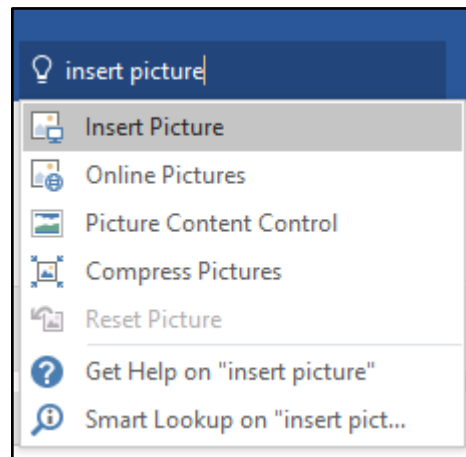 insert picture
Insert Picture
Online Pictures
Picture Content Control
Compress Pictures
Reset Picture
Get Help on "insert picture"
Smart Lookup on "insert pict...